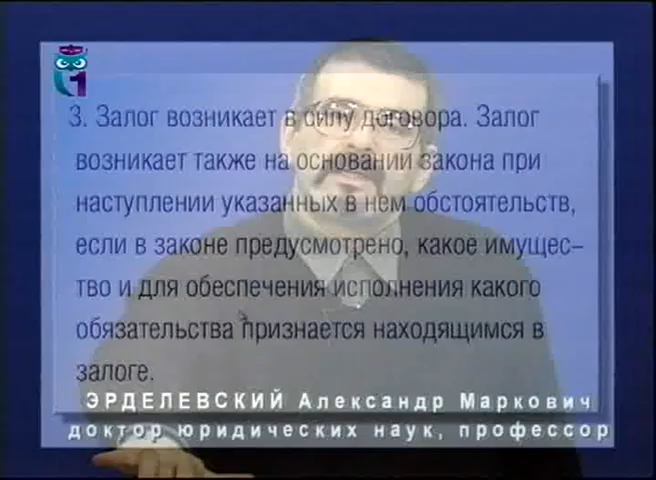 1
3. Залог возникает в силу договора. Залог
возникает также на основании закона при
наступлении указанных в нем обстоятельств,
если в законе предусмотрено, какое имущес-
тво и для обеспечения исполнения какого
обязательства признается находящимся в
залоге.
ЭРДЕЛЕВСКИЙ Александр Маркович
доктор юридических наук, профессор